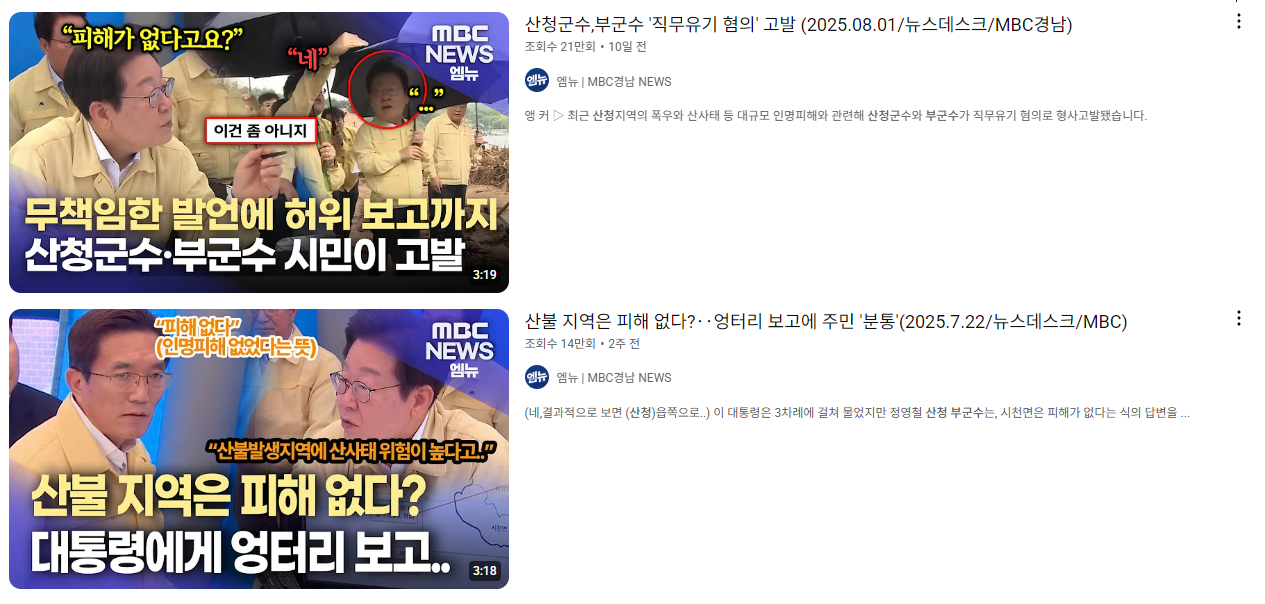 "피해가 없다고요?"
"네"
MBC
NEWS
엠뉴
"..."
이건 좀 아니지
무책임한 발언에 허위 보고까지
산청군수·부군수 시민이 고발
3:19
산청군수,부군수 '직무유기 혐의' 고발 (2025.08.01/뉴스데스크/MBC경남)
조회수 21만회 • 10일 전
엠뉴
엠뉴 | MBC경남 NEWS
앵 커 ▷ 최근 산청지역의 폭우와 산사태 등 대규모 인명피해와 관련해 산청군수와 부군수가 직무유기 혐의로 형사고발됐습니다.
"피해 없다"
(인명피해 없었다는 뜻)
MBC
NEWS
엠뉴
"산불발생지역에 산사태 위험이 높다고.."
산불 지역은 피해 없다?
대통령에게 엉터리 보고..
시천면
3:18
산불 지역은 피해 없다?‥엉터리 보고에 주민 '분통'(2025.7.22/뉴스데스크/MBC)
조회수 14만회 • 2주 전
엠뉴
엠뉴 | MBC경남 NEWS
(네,결과적으로 보면 (산청)읍쪽으로..) 이 대통령은 3차례에 걸쳐 물었지만 정영철 산청 부군수는, 시천면은 피해가 없다는 식의 답변을 ...